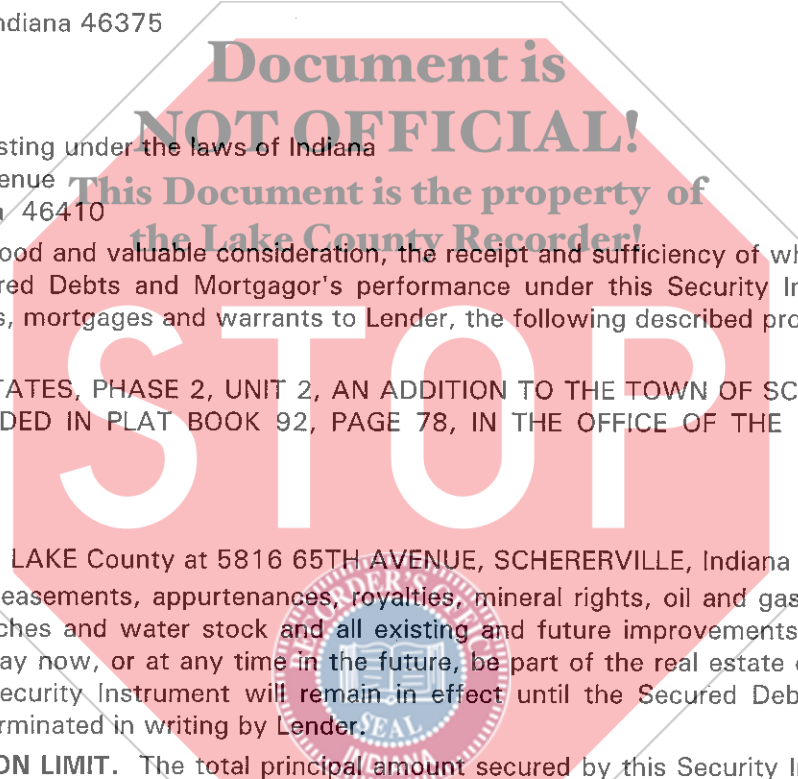 ndiana 46375
Document is
NOT OFFICIAL!
sting under the laws of Indiana
enue
This Document is the property of
a 46410
the Lake County Recorder!
ood and valuable consideration, the receipt and sufficiency of wh
red Debts and Mortgagor's performance under this Security In
s, mortgages and warrants to Lender, the following described pro
STOP
TATES, PHASE 2, UNIT 2, AN ADDITION TO THE TOWN OF SC
DED IN PLAT BOOK 92, PAGE 78, IN THE OFFICE OF THE
LAKE County at 5816 65TH AVENUE, SCHERERVILLE, Indiana
easements, appurtenances, royalties, mineral rights, oil and gas
ches and water stock and all existing and future improvements
ay now, or at any time in the future, be part of the real estate
ecurity Instrument will remain in effect until the Secured Deb
rminated in writing by Lender.
SEAL
INDIANA
ON LIMIT. The total principal amount secured by this Security In